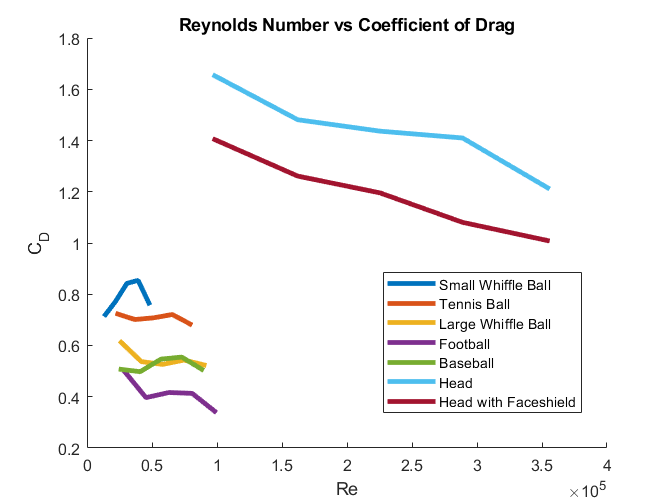 Reynolds Number vs Coefficient of Drag
1.8
1.6
1.4
1.2
1
0.8
0.6
0.4
0.2
C_D
Small Whiffle Ball
Tennis Ball
Large Whiffle Ball
Football
Baseball
Head
Head with Faceshield
0 0.5 1 1.5 2 2.5 3 3.5 4
Re
×10^5